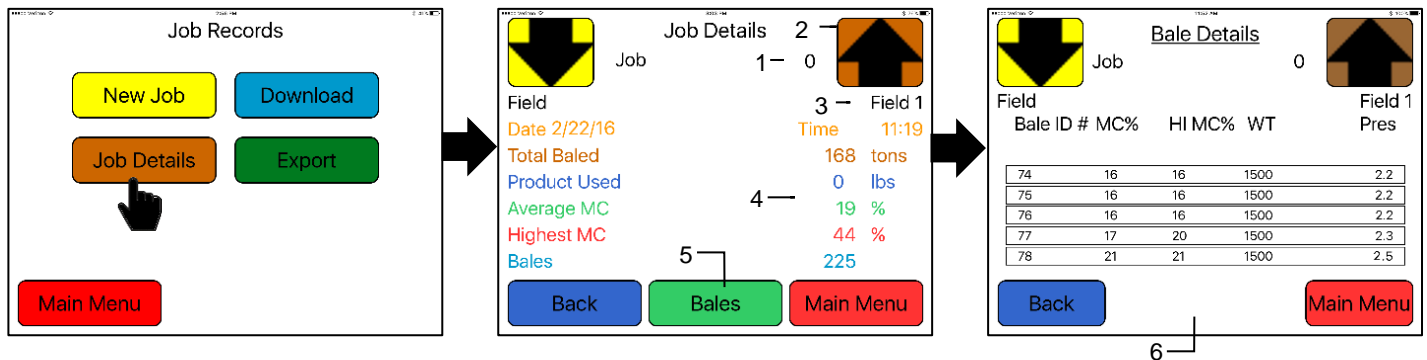 Job Records
New Job
Download
Job Details
Export
Main Menu
Job Details
2
Job
1
0
3
Field
Field 1
Date 2/22/16
Time
11:19
Total Baled
168 tons
Product Used
0 lbs
4
Average MC
19 %
Highest MC
44 %
5
Bales
225
Back
Bales
Main Menu
Bale Details
Job
0
Field
Field 1
Bale ID # MC% HI MC% WT Pres
74 16 16 1500 2.2
75 16 16 1500 2.2
76 16 16 1500 2.2
77 17 20 1500 2.3
78 21 21 1500 2.5
Back
Main Menu
6